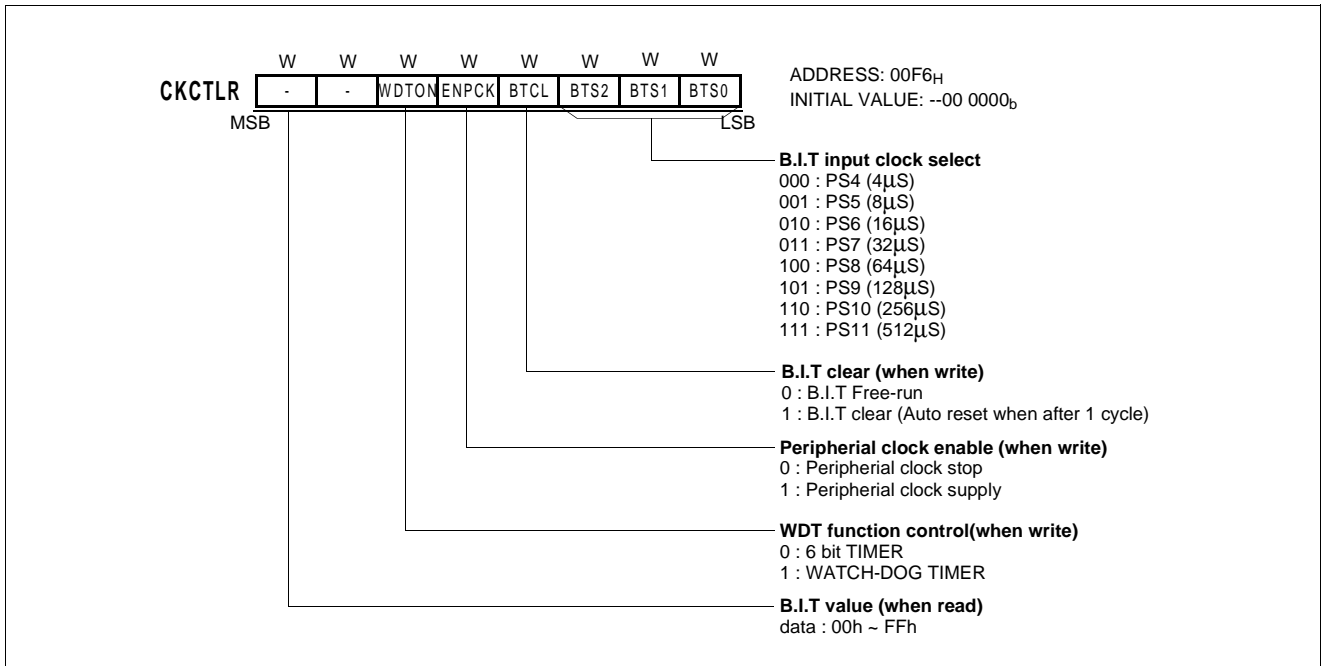 W W W W W W W
CKCTLR - - WDTON ENPCK BTCL BTS2 BTS1 BTS0
MSB LSB
ADDRESS: 00F6H
INITIAL VALUE: --00 0000b
B.I.T input clock select
000 : PS4 (4µS)
001 : PS5 (8µS)
010 : PS6 (16µS)
011 : PS7 (32µS)
100 : PS8 (64µS)
101 : PS9 (128µS)
110 : PS10 (256µS)
111 : PS11 (512µS)
B.I.T clear (when write)
0 : B.I.T Free-run
1 : B.I.T clear (Auto reset when after 1 cycle)
Peripherial clock enable (when write)
0 : Peripherial clock stop
1 : Peripherial clock supply
WDT function control(when write)
0 : 6 bit TIMER
1 : WATCH-DOG TIMER
B.I.T value (when read)
data : 00h ~ FFh